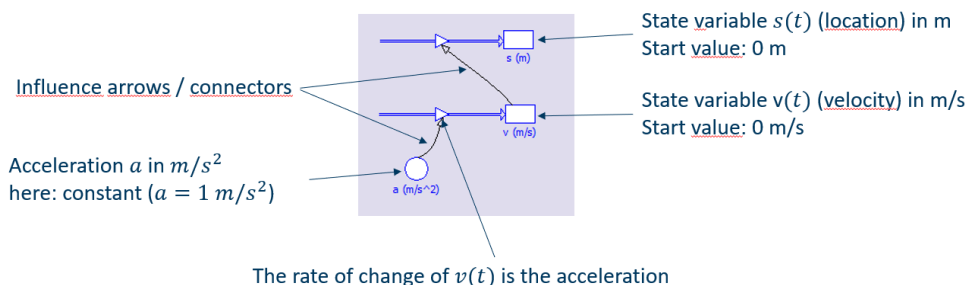 State variable s(t) (location) in m
Start value: 0 m
s (m)
Influence arrows / connectors
State variable v(t) (velocity) in m/s
Start value: 0 m/s
v (m/s)
Acceleration a in m/s²
here: constant (a = 1 m/s²)
a (m/s^2)
The rate of change of v(t) is the acceleration